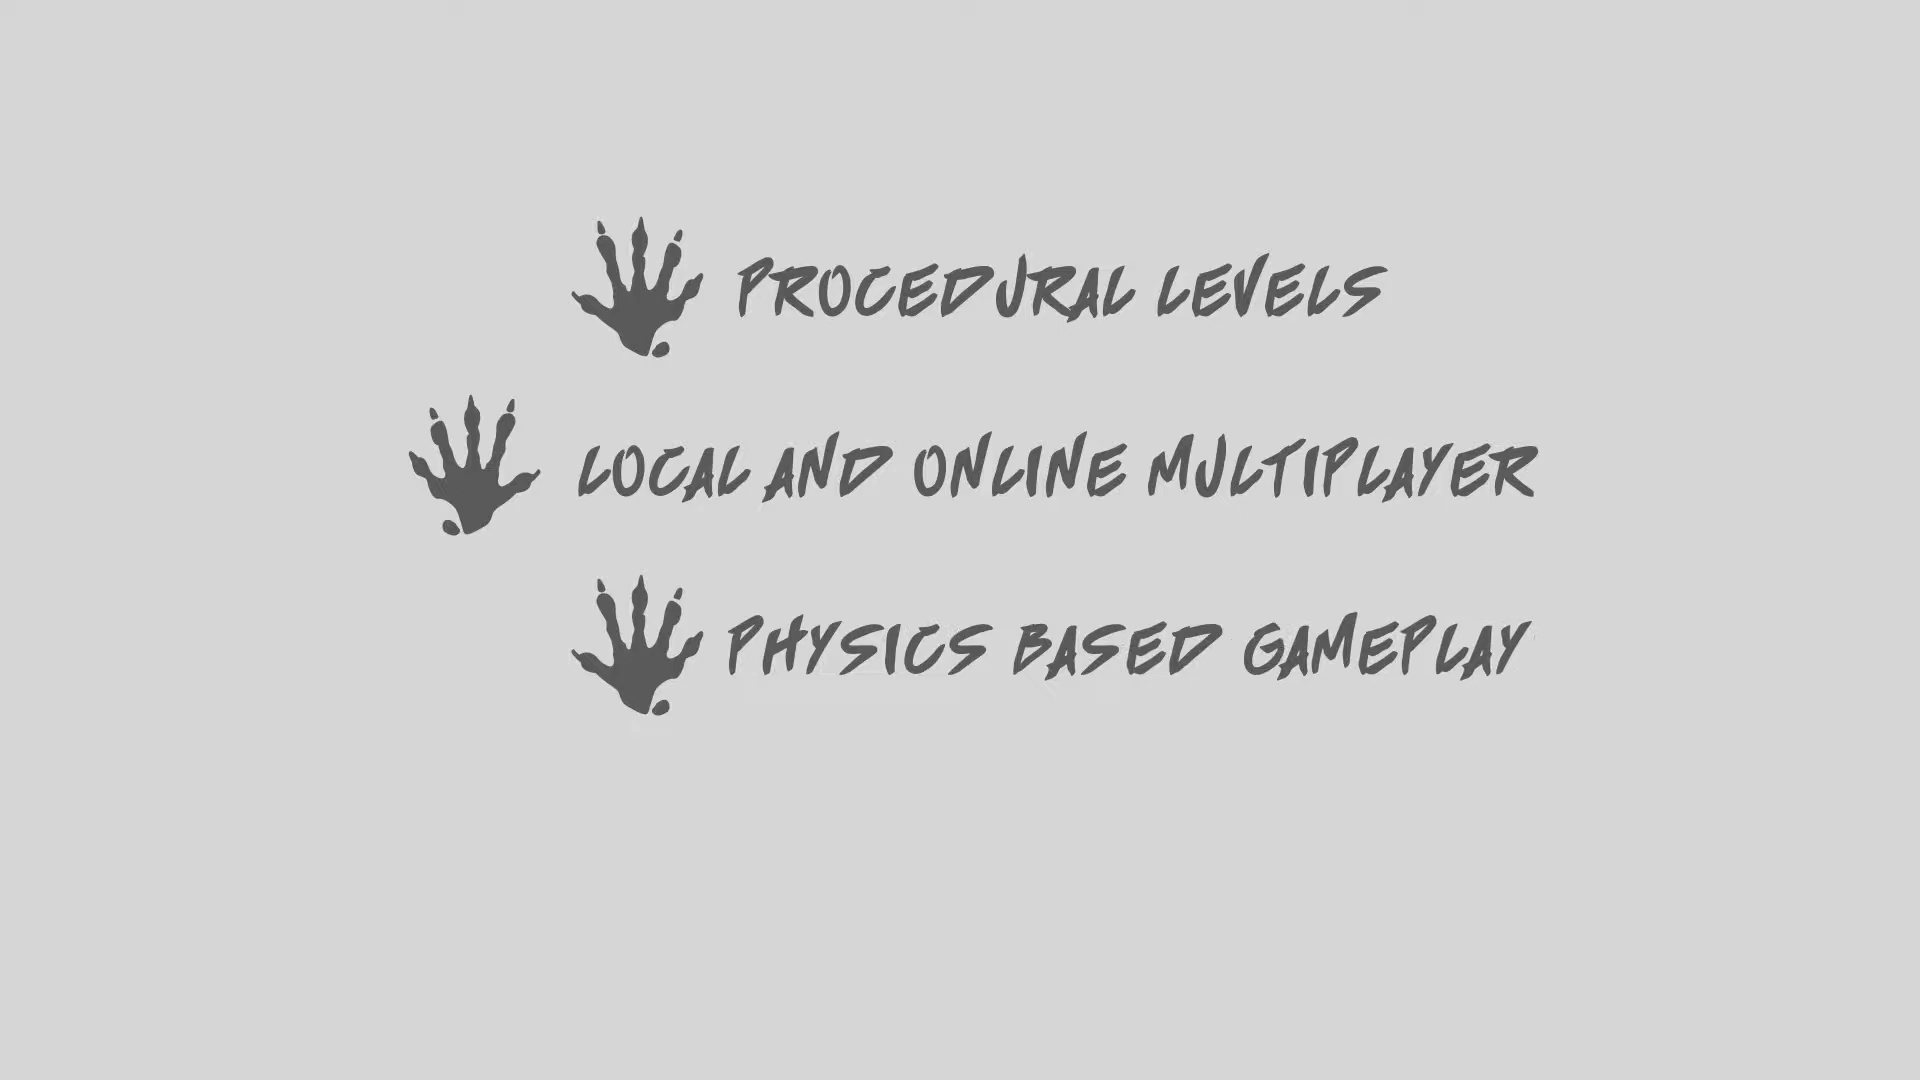 PROCEDURAL LEVELS
LOCAL AND ONLINE MULTIPLAYER
PHYSICS BASED GAMEPLAY